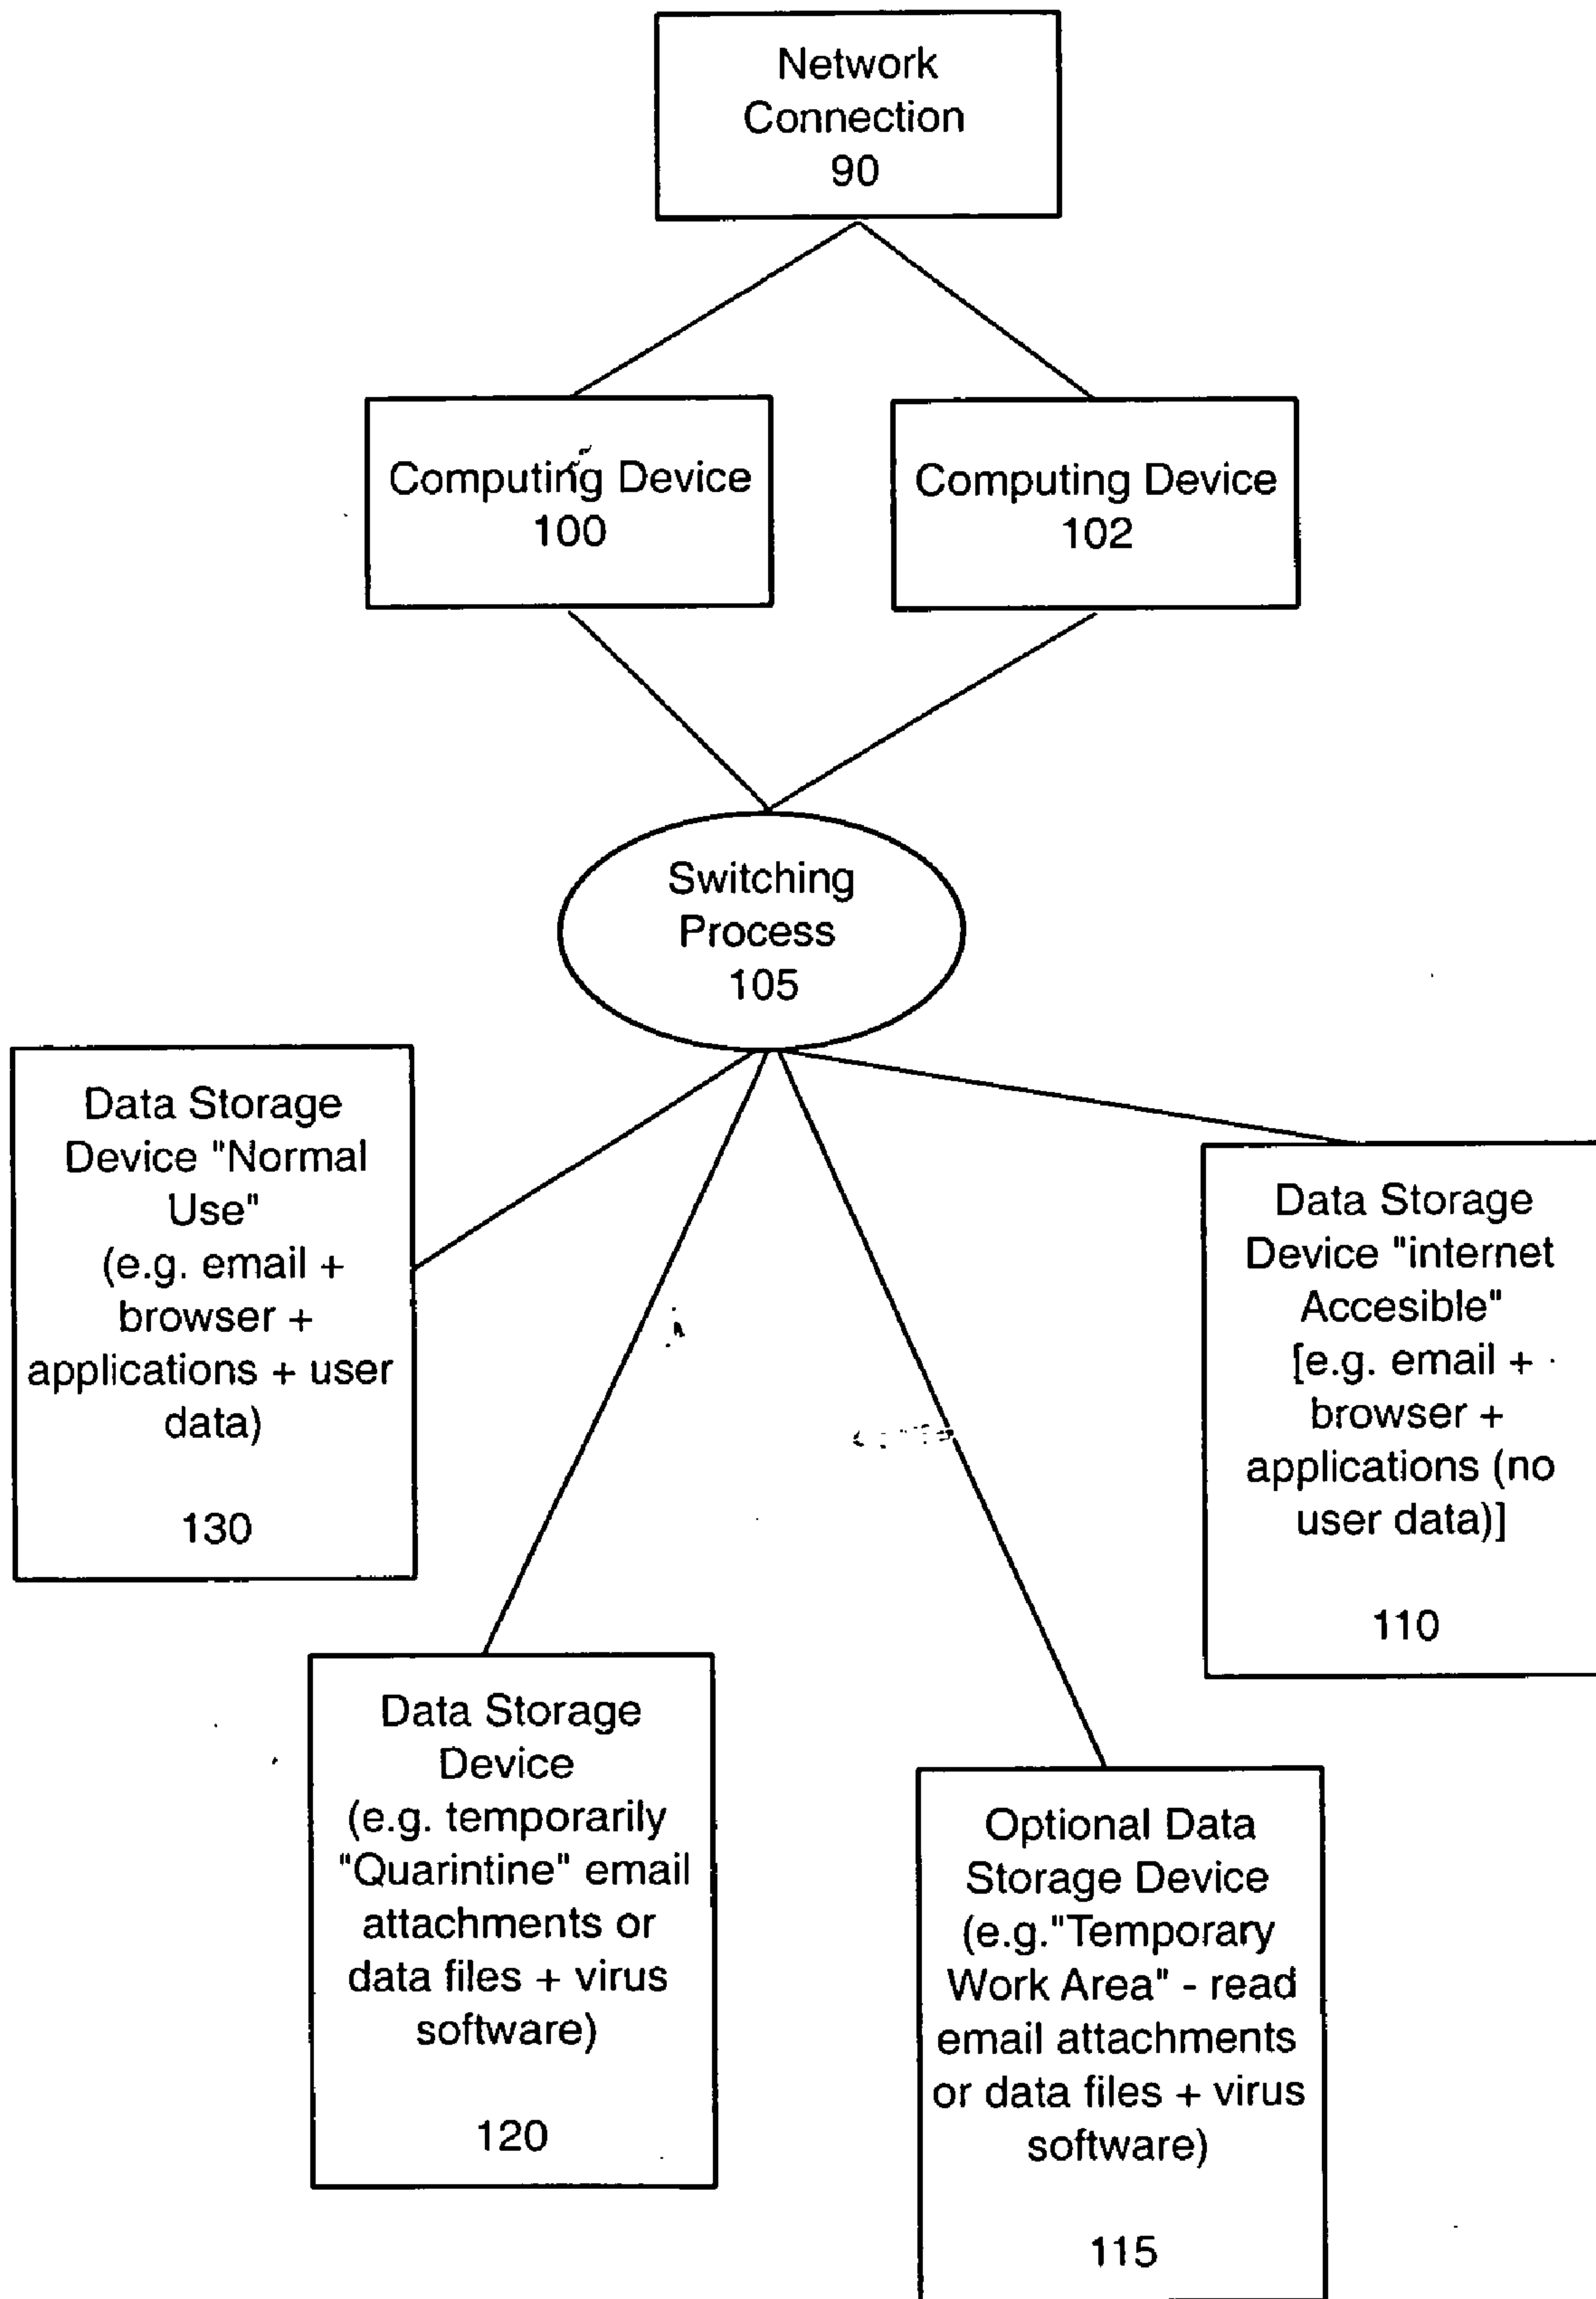 Network
Connection
90
Computing Device
100
Computing Device
102
Switching
Process
105
Data Storage
Device "Normal
Use"
(e.g. email +
browser +
applications + user
data)
130
Data Storage
Device "internet
Accesible"
[e.g. email +
browser +
applications (no
user data)]
110
Data Storage
Device
(e.g. temporarily
"Quarintine" email
attachments or
data files + virus
software)
120
Optional Data
Storage Device
(e.g."Temporary
Work Area" - read
email attachments
or data files + virus
software)
115